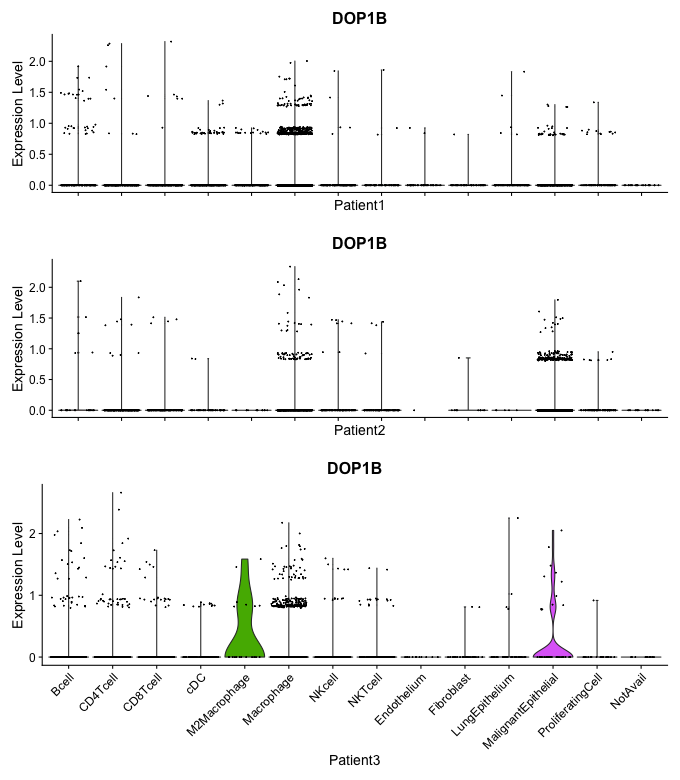 DOP1B
Expression Level
2.0
1.5
1.0
0.5
0.0
Patient1
DOP1B
Expression Level
2.0
1.5
1.0
0.5
0.0
Patient2
DOP1B
Expression Level
2
1
0
Bcell
CD4Tcell
CD8Tcell
cDC
M2Macrophage
Macrophage
NKcell
NKTcell
Endothelium
Fibroblast
LungEpithelium
MalignantEpithelial
ProliferatingCell
NotAvail
Patient3